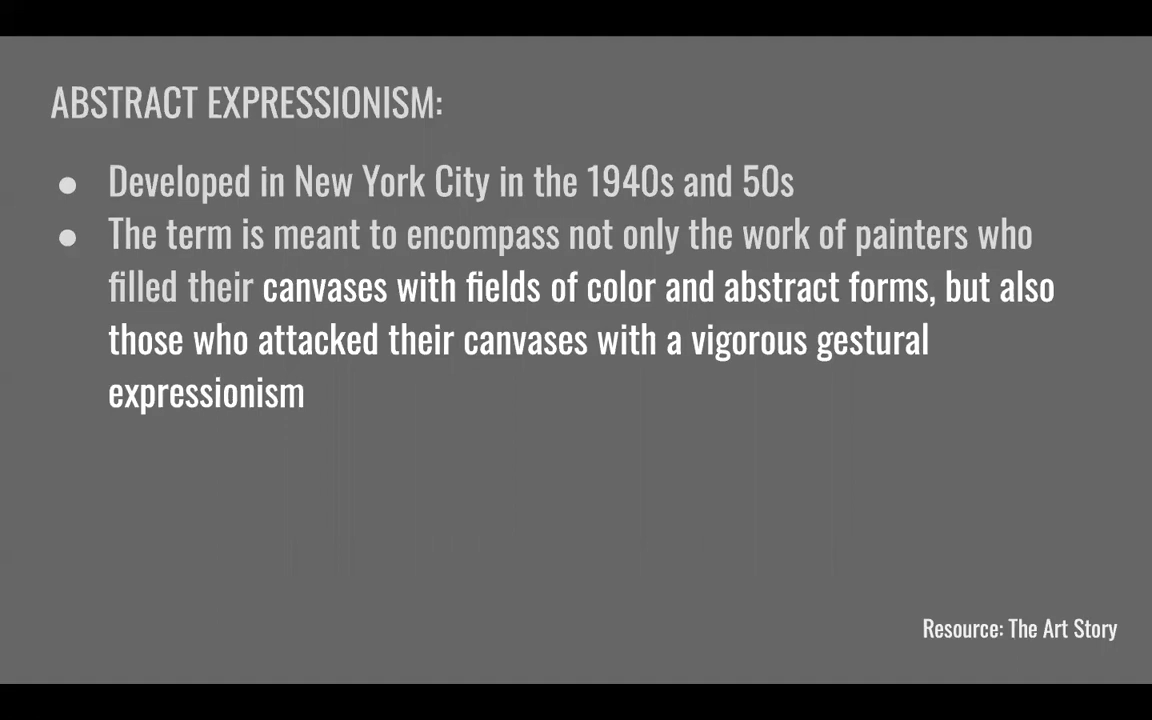 ABSTRACT EXPRESSIONISM:
● Developed in New York City in the 1940s and 50s
● The term is meant to encompass not only the work of painters who
filled their canvases with fields of color and abstract forms, but also
those who attacked their canvases with a vigorous gestural
expressionism
Resource: The Art Story